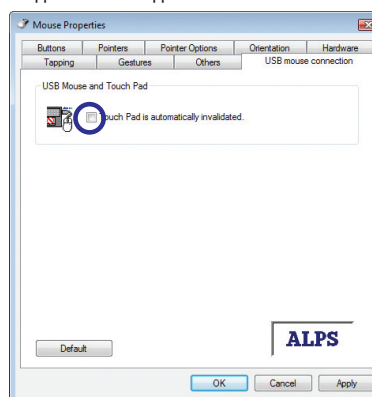 Mouse Properties
Buttons Pointers Pointer Options Orientation Hardware
Tapping Gestures Others USB mouse connection
USB Mouse and Touch Pad
Touch Pad is automatically invalidated.
ALPS
Default
OK Cancel Apply